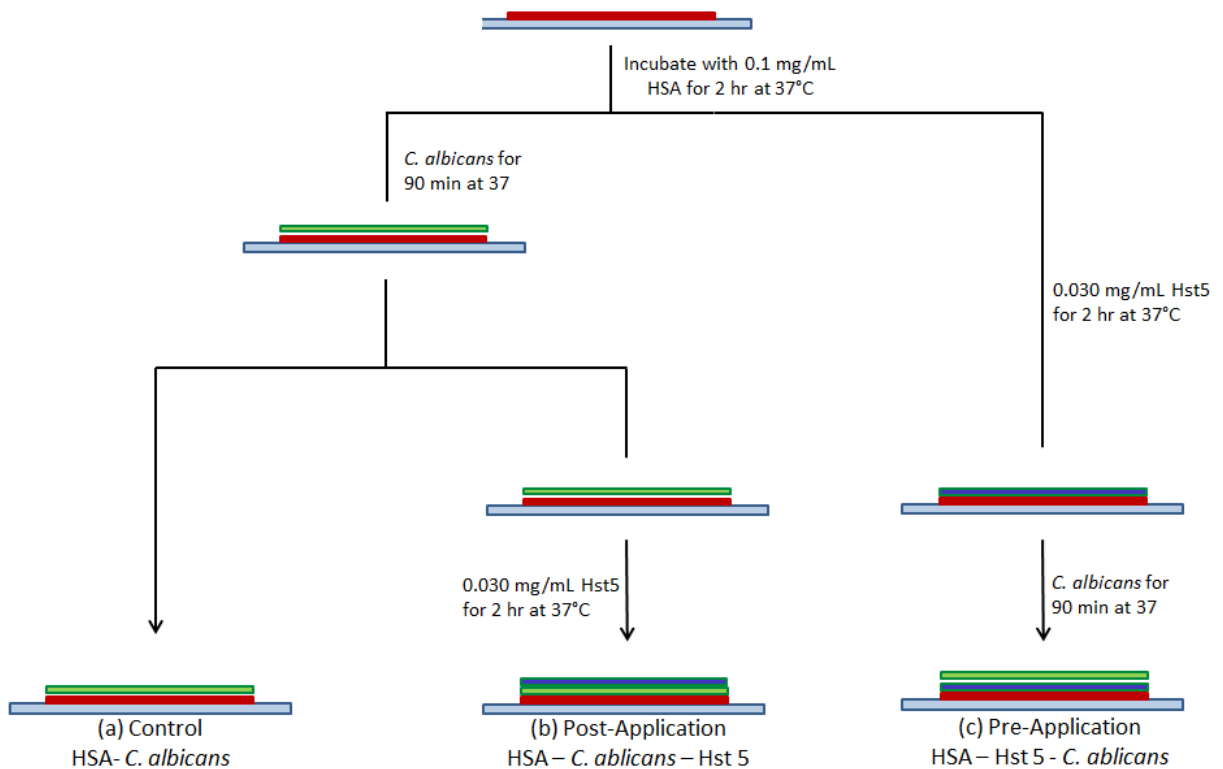 Incubate with 0.1 mg/mL
HSA for 2 hr at 37°C
C. albicans for
90 min at 37
0.030 mg/mL Hst5
for 2 hr at 37°C
0.030 mg/mL Hst5
for 2 hr at 37°C
C. albicans for
90 min at 37
(a) Control
HSA- C. albicans
(b) Post-Application
HSA – C. ablicans – Hst 5
(c) Pre-Application
HSA – Hst 5 - C. ablicans